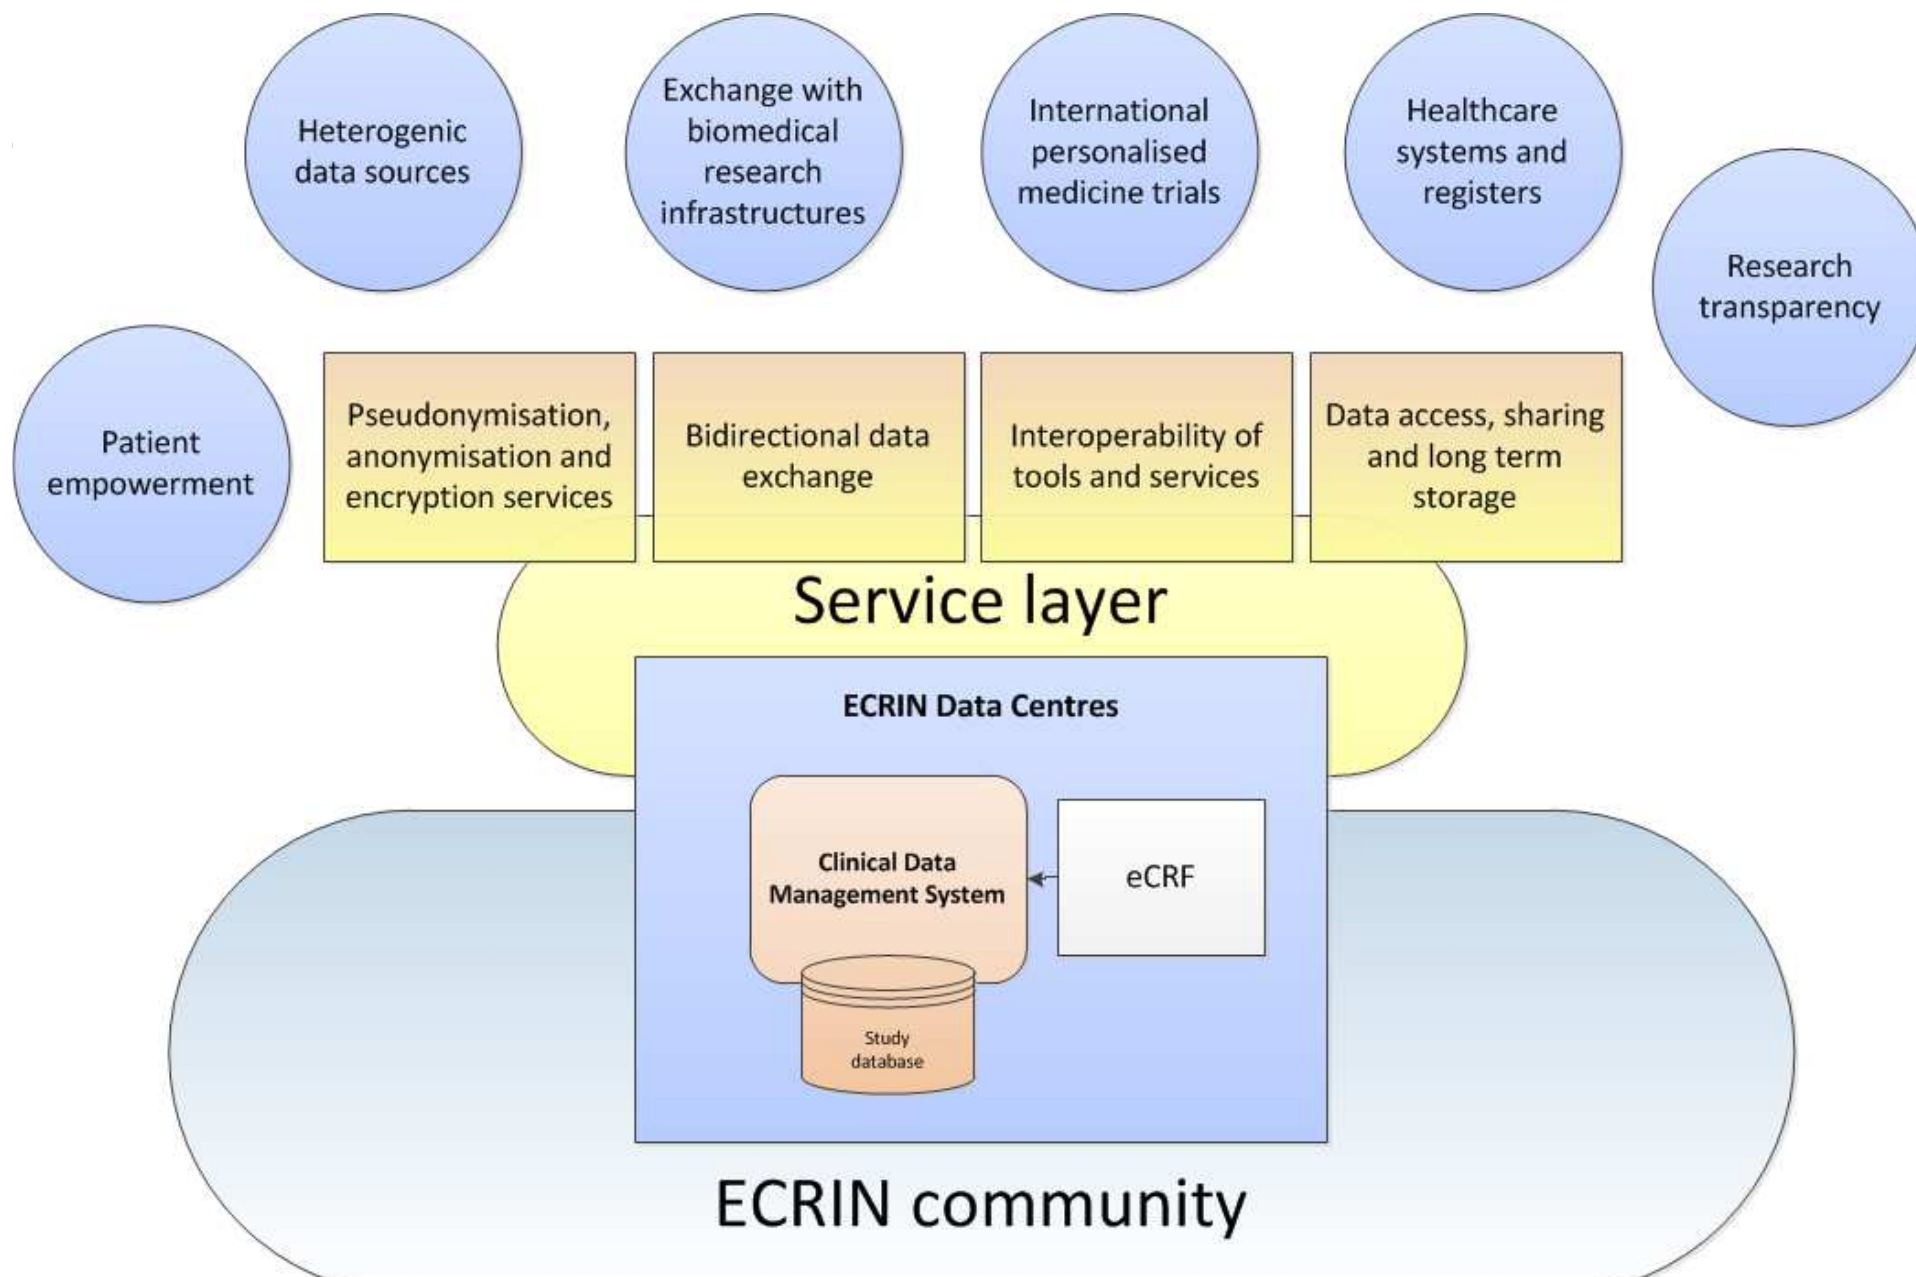 Heterogenic
data sources
Exchange with
biomedical
research
infrastructures
International
personalised
medicine trials
Healthcare
systems and
registers
Research
transparency
Patient
empowerment
Pseudonymisation,
anonymisation and
encryption services
Bidirectional data
exchange
Interoperability of
tools and services
Data access, sharing
and long term
storage
Service layer
ECRIN Data Centres
Clinical Data
Management System
eCRF
Study
database
ECRIN community